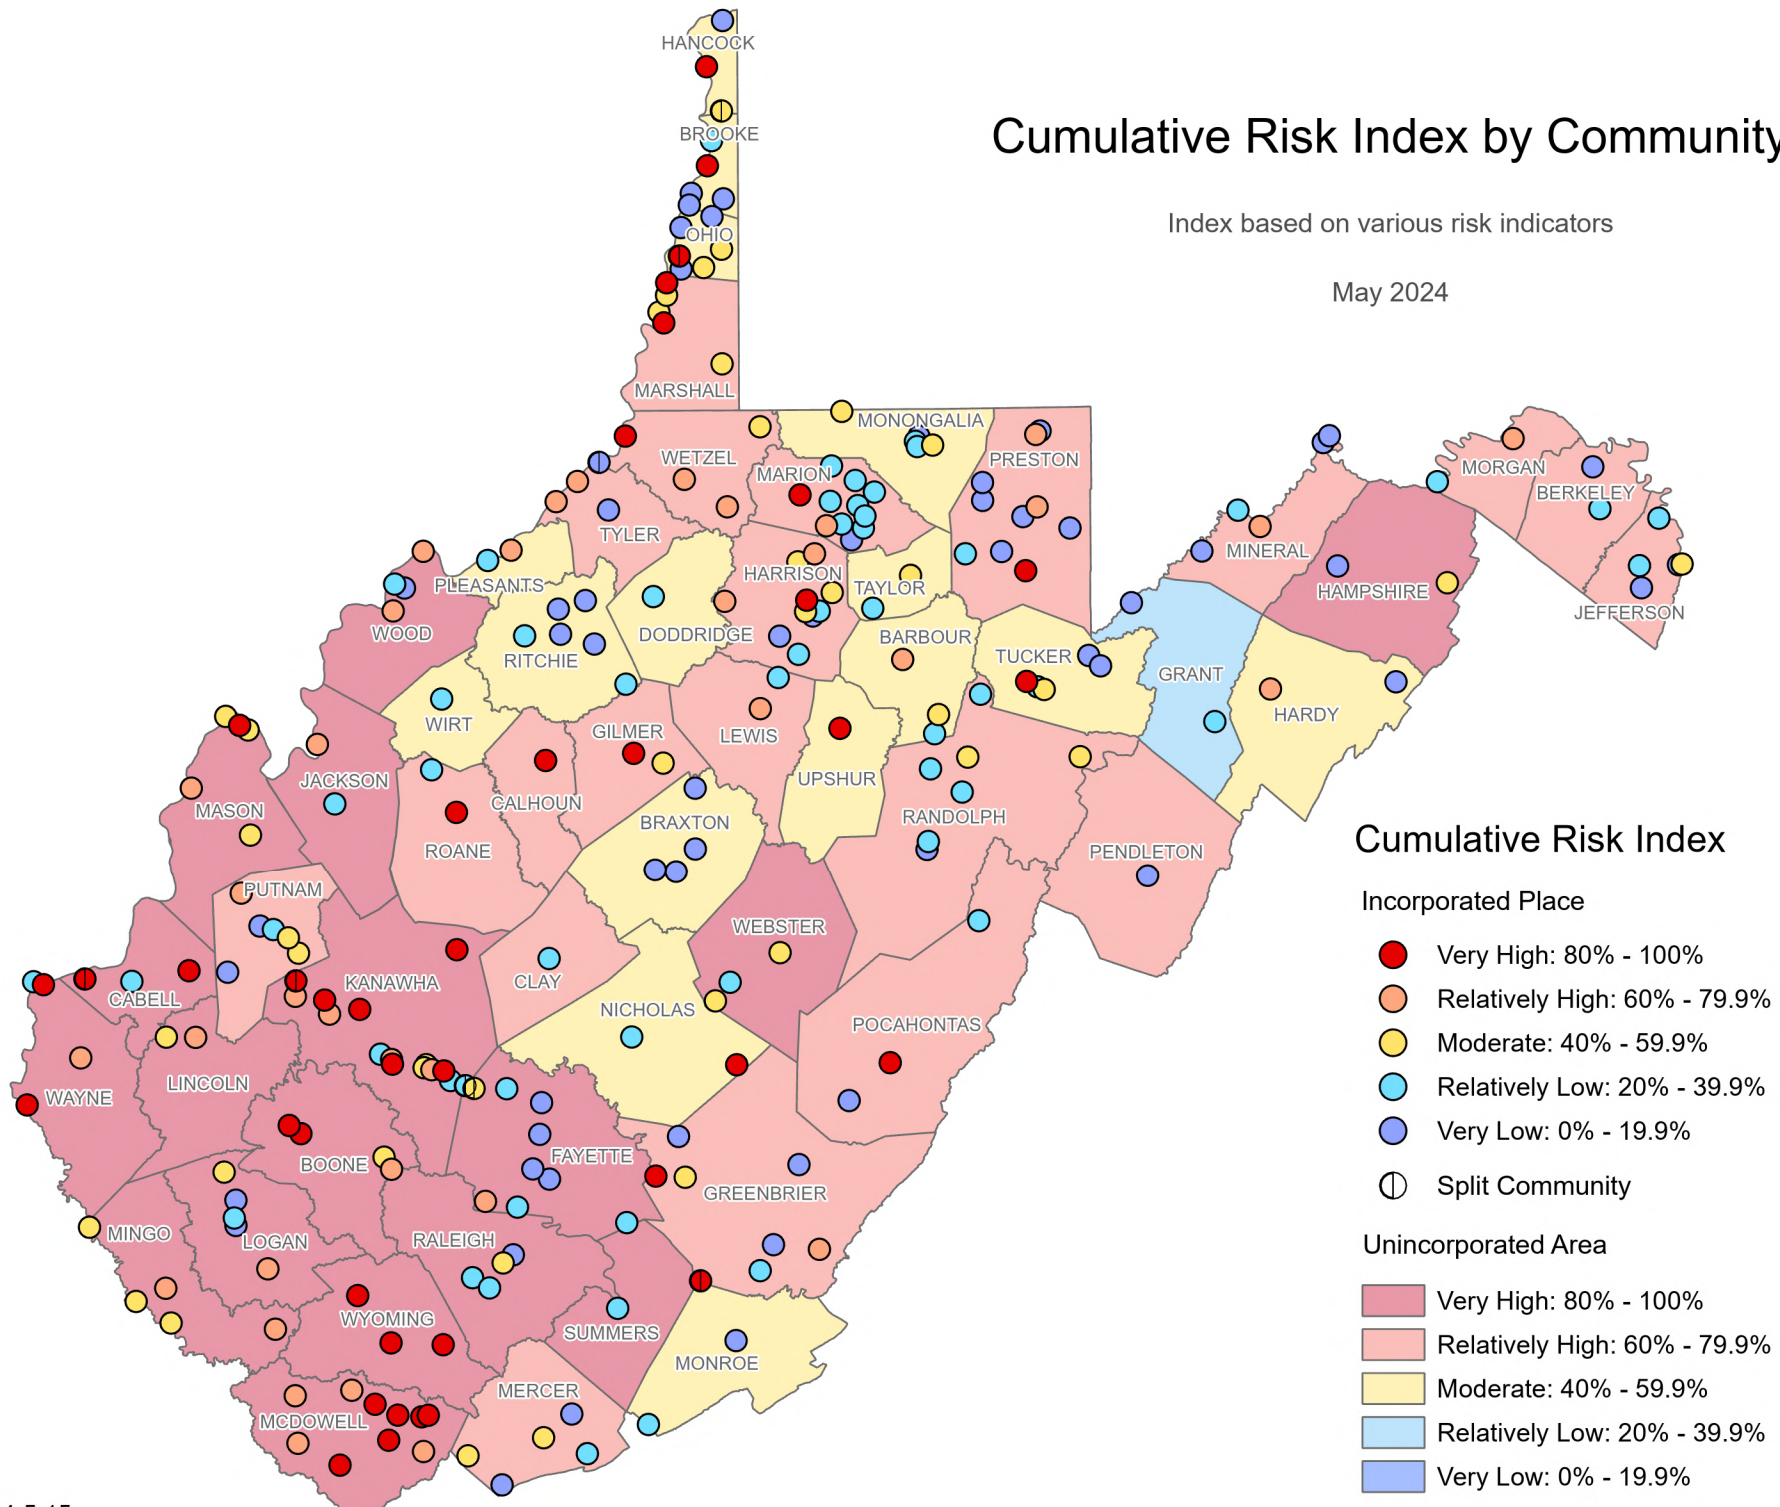 Cumulative Risk Index by Community
Index based on various risk indicators
May 2024
HANCOCK
BROOKE
OHIO
MARSHALL
MONONGALIA
WETZEL
MARION
PRESTON
MORGAN
BERKELEY
TYLER
MINERAL
HAMPSHIRE
JEFFERSON
PLEASANTS
HARRISON
TAYLOR
WOOD
DODDRIDGE
BARBOUR
RITCHIE
TUCKER
GRANT
HARDY
WIRT
GILMER
LEWIS
JACKSON
UPSHUR
CALHOUN
MASON
BRAXTON
RANDOLPH
ROANE
PENDLETON
PUTNAM
WEBSTER
KANAWHA
CLAY
CABELL
NICHOLAS
POCAHONTAS
LINCOLN
WAYNE
BOONE
FAYETTE
GREENBRIER
MINGO
LOGAN
RALEIGH
WYOMING
SUMMERS
MONROE
MERCER
MCDOWELL
Cumulative Risk Index
Incorporated Place
Very High: 80% - 100%
Relatively High: 60% - 79.9%
Moderate: 40% - 59.9%
Relatively Low: 20% - 39.9%
Very Low: 0% - 19.9%
Split Community
Unincorporated Area
Very High: 80% - 100%
Relatively High: 60% - 79.9%
Moderate: 40% - 59.9%
Relatively Low: 20% - 39.9%
Very Low: 0% - 19.9%